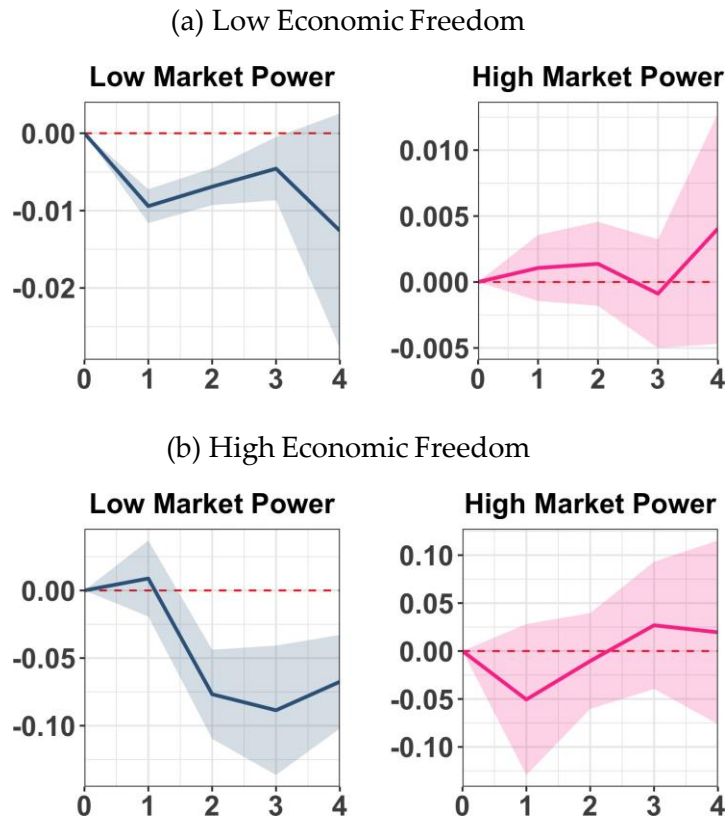 (a) Low Economic Freedom
Low Market Power
0.00
-0.01
-0.02
0 1 2 3 4
High Market Power
0.010
0.005
0.000
-0.005
0 1 2 3 4
(b) High Economic Freedom
Low Market Power
0.00
-0.05
-0.10
0 1 2 3 4
High Market Power
0.10
0.05
0.00
-0.05
-0.10
0 1 2 3 4